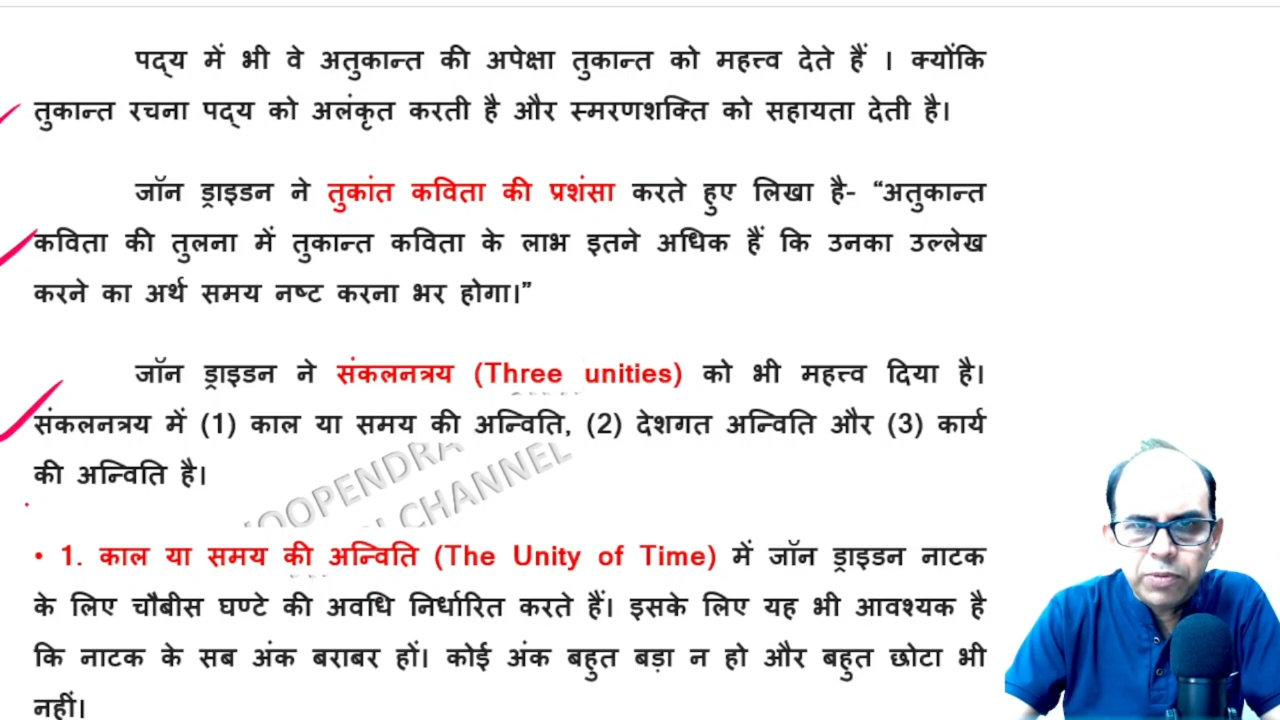 पद्य में भी वे अतुकान्त की अपेक्षा तुकान्त को महत्त्व देते हैं । क्योंकि
तुकान्त रचना पद्य को अलंकृत करती है और स्मरणशक्ति को सहायता देती है।
जॉन ड्राइडन ने तुकांत कविता की प्रशंसा करते हुए लिखा है- “अतुकान्त
कविता की तुलना में तुकान्त कविता के लाभ इतने अधिक हैं कि उनका उल्लेख
करने का अर्थ समय नष्ट करना भर होगा।”
जॉन ड्राइडन ने संकलनत्रय (Three unities) को भी महत्त्व दिया है।
संकलनत्रय में (1) काल या समय की अन्विति, (2) देशगत अन्विति और (3) कार्य
की अन्विति है।
OOPENDRA
CHANNEL
• 1. काल या समय की अन्विति (The Unity of Time) में जॉन ड्राइडन नाटक
के लिए चौबीस घण्टे की अवधि निर्धारित करते हैं। इसके लिए यह भी आवश्यक है
कि नाटक के सब अंक बराबर हों। कोई अंक बहुत बड़ा न हो और बहुत छोटा भी
नहीं।